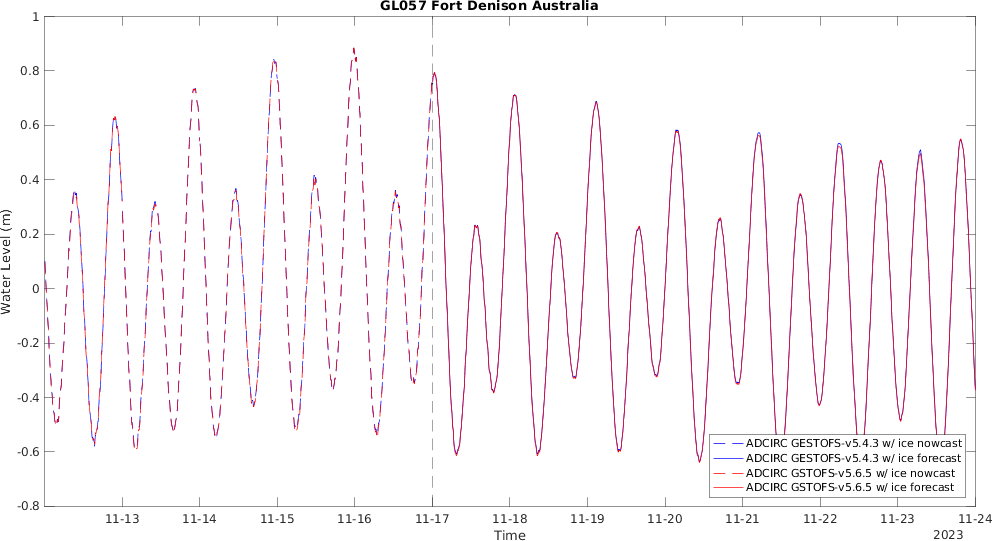 GL057 Fort Denison Australia
Water Level (m)
1
0.8
0.6
0.4
0.2
0
-0.2
-0.4
-0.6
-0.8
ADCIRC GESTOFS-v5.4.3 w/ ice nowcast
ADCIRC GESTOFS-v5.4.3 w/ ice forecast
ADCIRC GSTOFS-v5.6.5 w/ ice nowcast
ADCIRC GSTOFS-v5.6.5 w/ ice forecast
11-13 11-14 11-15 11-16 11-17 11-18 11-19 11-20 11-21 11-22 11-23 11-24
Time
2023